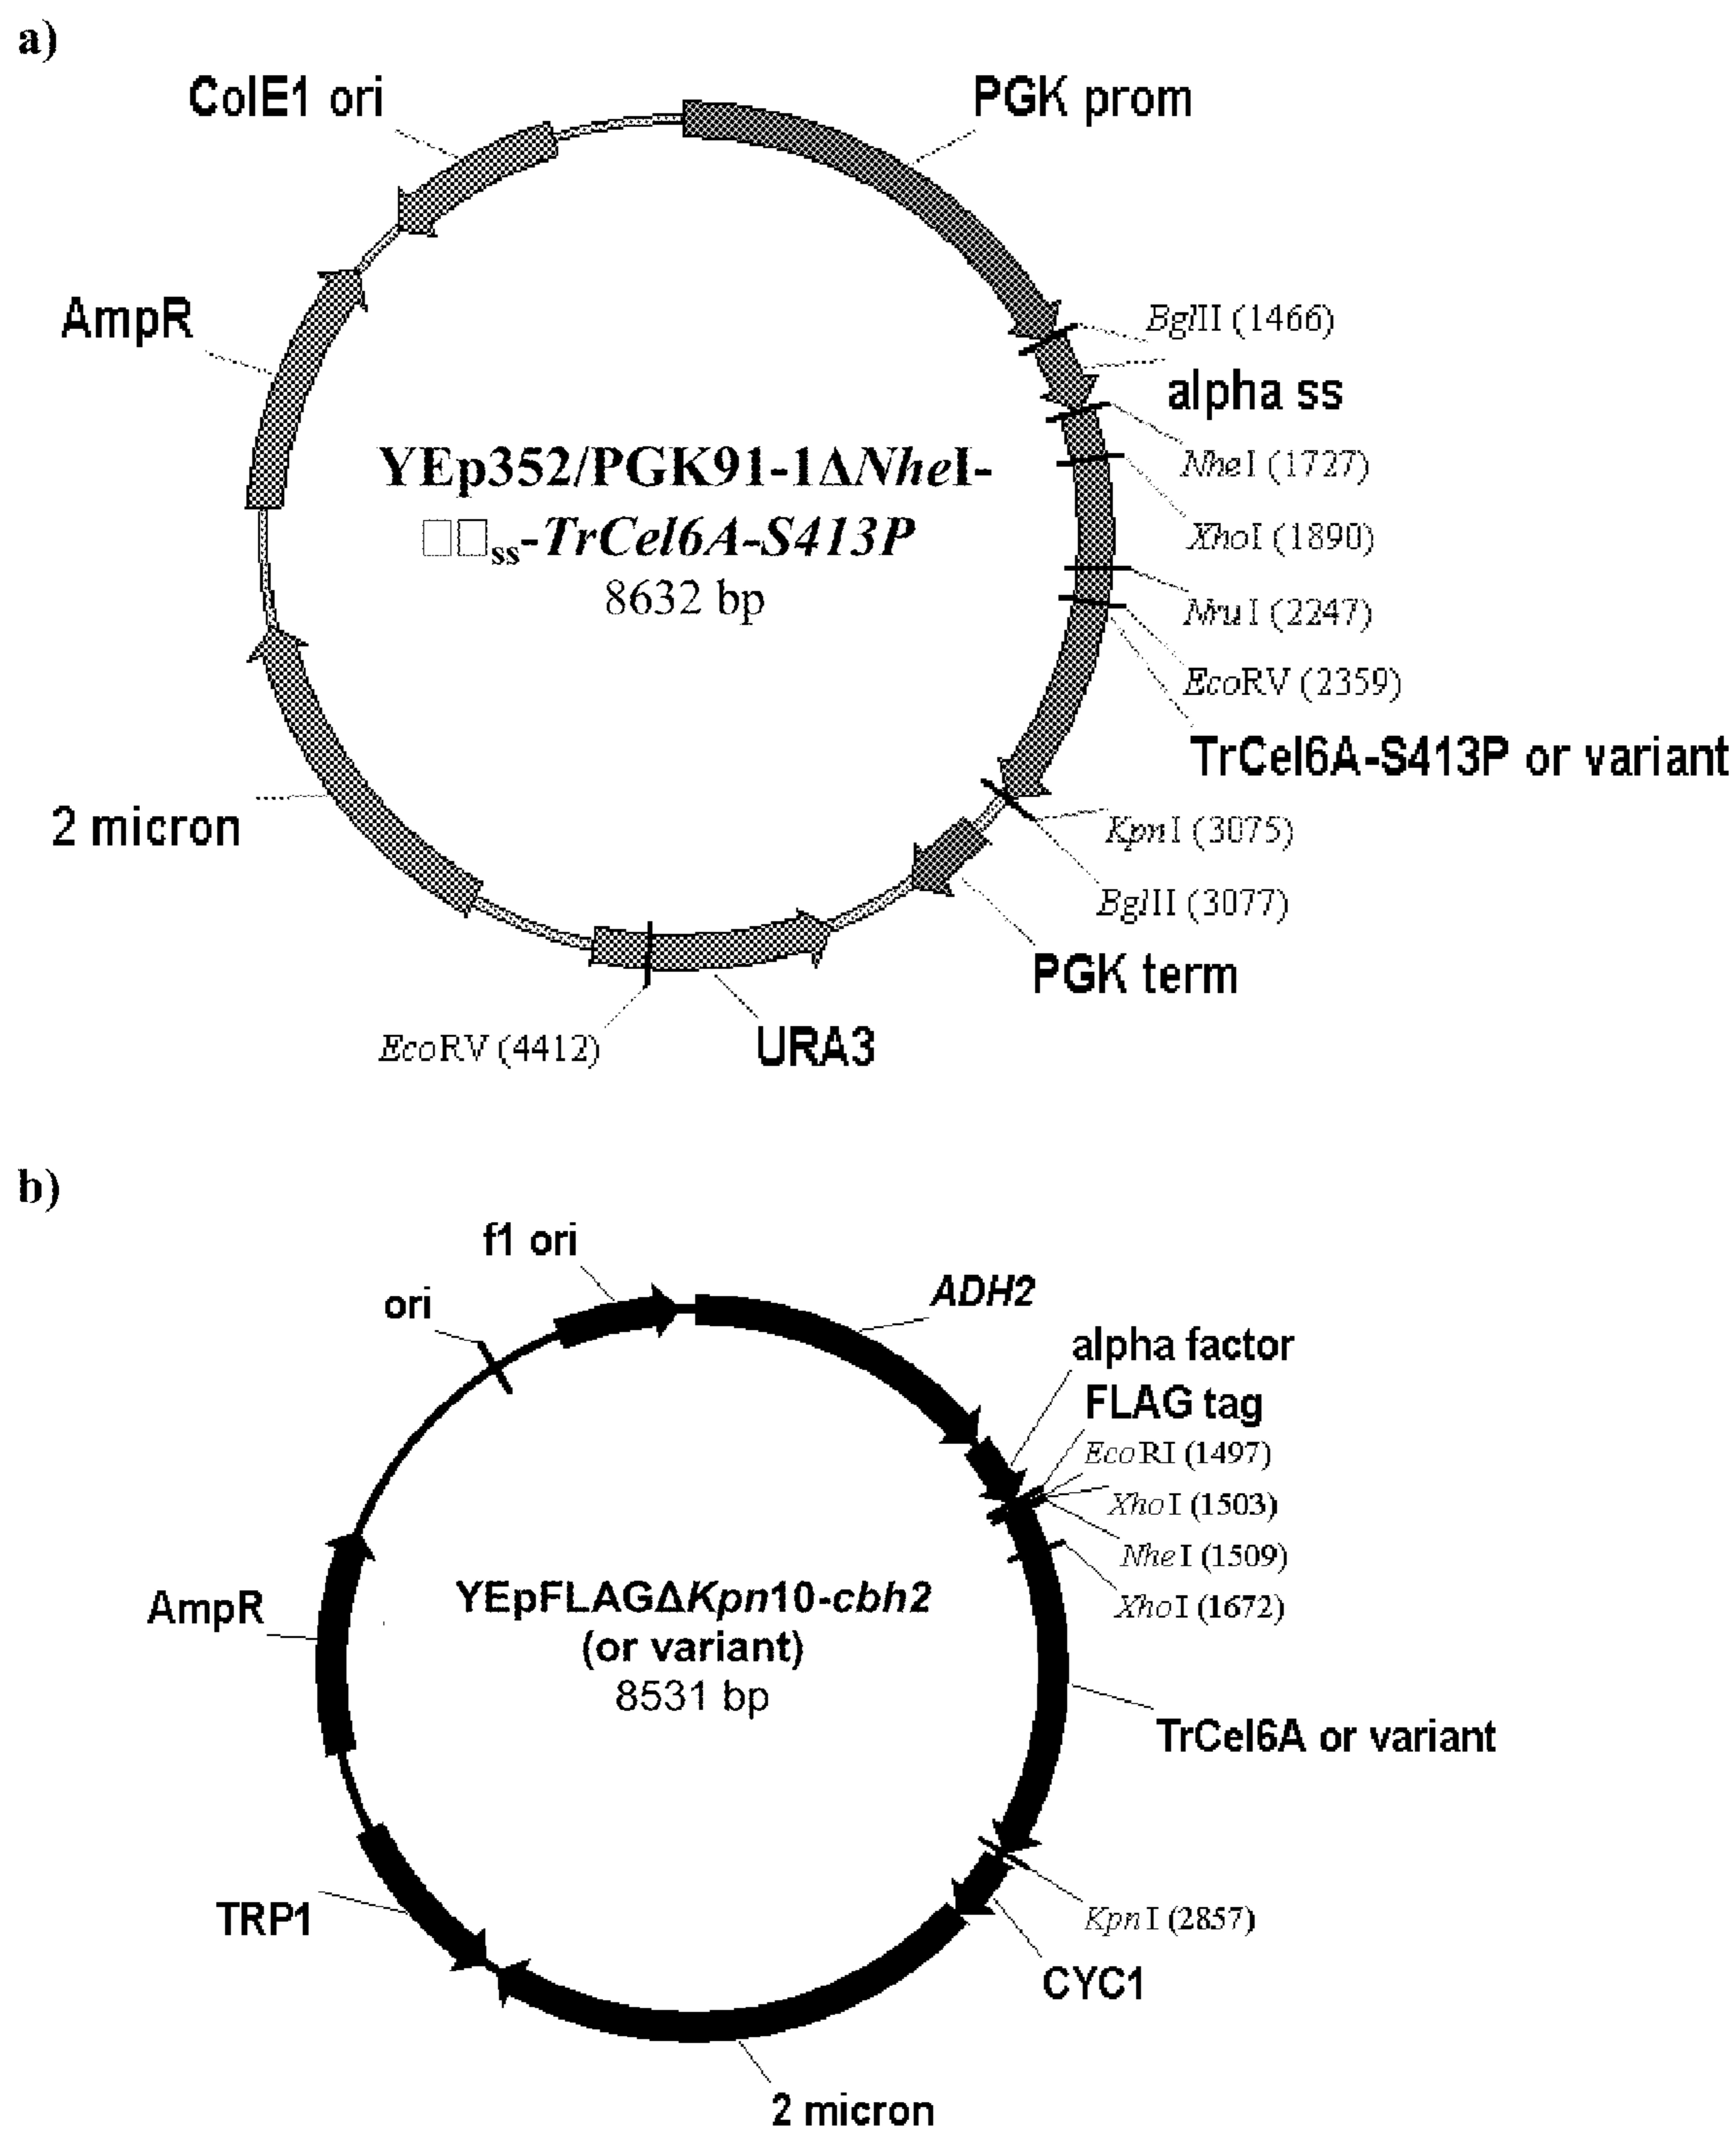 a)
ColE1 ori
PGK prom
AmpR
BglII (1466)
alpha ss
NheI (1727)
YEp352/PGK91-1ΔNheI-
□□ss-TrCel6A-S413P
8632 bp
XhoI (1890)
NruI (2247)
EcoRV (2359)
TrCel6A-S413P or variant
2 micron
KpnI (3075)
BglII (3077)
PGK term
EcoRV (4412)
URA3
b)
f1 ori
ori
ADH2
alpha factor
FLAG tag
EcoRI (1497)
XhoI (1503)
NheI (1509)
XhoI (1672)
AmpR
YEpFLAGΔKpn10-cbh2
(or variant)
8531 bp
TrCel6A or variant
TRP1
KpnI (2857)
CYC1
2 micron